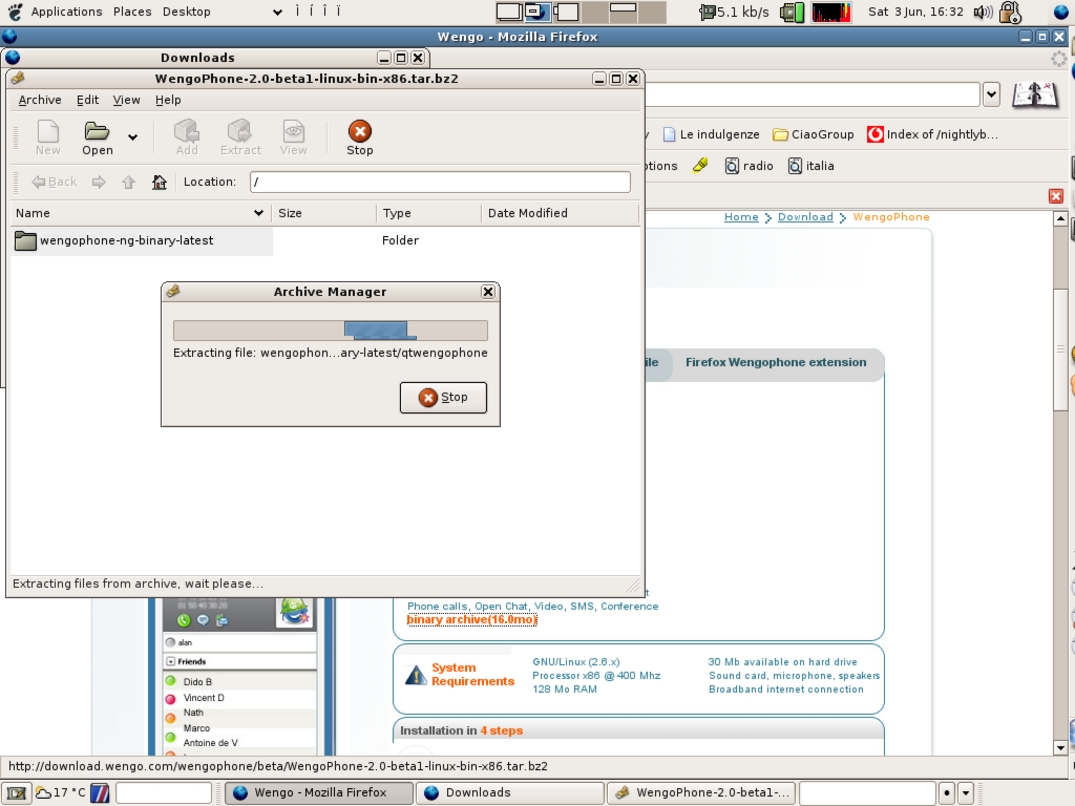 Applications Places Desktop
5.1 kb/s
Sat 3 Jun, 16:32
Wengo - Mozilla Firefox
Downloads
WengoPhone-2.0-beta1-linux-bin-x86.tar.bz2
Archive Edit View Help
New Open Add Extract View Stop
Back Location: /
Name Size Type Date Modified
wengophone-ng-binary-latest Folder
Archive Manager
Extracting file: wengophon...ary-latest/qtwengophone
Stop
Extracting files from archive, wait please...
Le indulgenze CiaoGroup Index of /nightlyb...
radio italia
Home Download WengoPhone
Firefox Wengophone extension
Phone calls, Open Chat, Video, SMS, Conference
binary archive(16.0mo)
System
Requirements
GNU/Linux (2.6.x)
Processor x86 @ 400 Mhz
128 Mo RAM
30 Mb available on hard drive
Sound card, microphone, speakers
Broadband internet connection
Installation in 4 steps
alan
Friends
Dido B
Vincent D
Nath
Marco
Antoine de V
http://download.wengo.com/wengophone/beta/WengoPhone-2.0-beta1-linux-bin-x86.tar.bz2
17 °C
Wengo - Mozilla Firefox
Downloads
WengoPhone-2.0-beta1-...